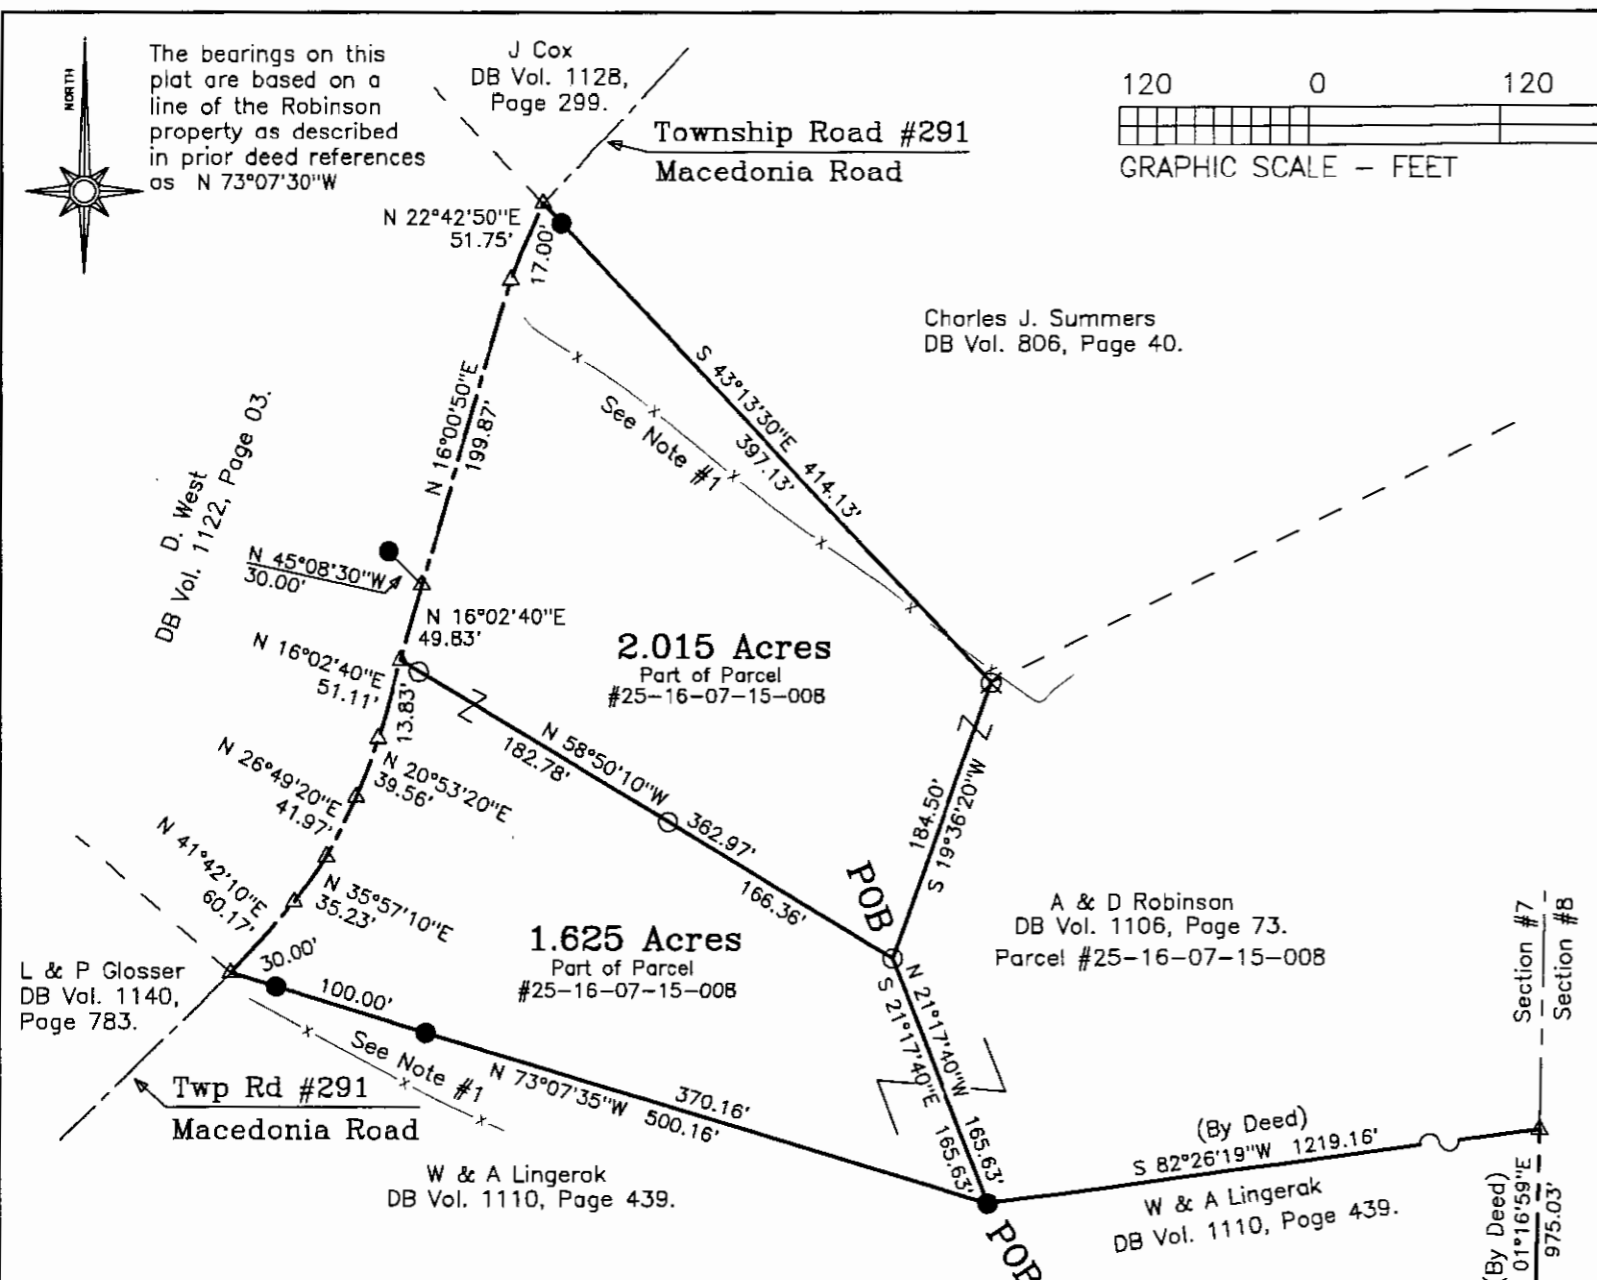 NORTH
The bearings on this
plat are based on a
line of the Robinson
property as described
in prior deed references
as N 73°07'30"W
J Cox
DB Vol. 1128,
Page 299.
Township Road #291
Macedonia Road
120 0 120
GRAPHIC SCALE – FEET
N 22°42'50"E
51.75'
17.00'
Charles J. Summers
DB Vol. 806, Page 40.
S 43°13'30"E 414.13'
397.13'
See Note #1
N 16°00'50"E
199.87'
D. West
DB Vol. 1122, Page 03.
N 45°08'30"W
30.00'
N 16°02'40"E
49.83'
2.015 Acres
Part of Parcel
#25-16-07-15-008
N 16°02'40"E
51.11'
13.83'
N 58°50'10"W 362.97'
182.78'
166.36'
184.50'
S 19°36'20"W
N 20°53'20"E
39.56'
N 26°49'20"E
41.97'
N 35°57'10"E
35.23'
N 41°42'10"E
60.17'
POB
A & D Robinson
DB Vol. 1106, Page 73.
Parcel #25-16-07-15-008
Section #7
Section #8
1.625 Acres
Part of Parcel
#25-16-07-15-008
L & P Glosser
DB Vol. 1140,
Page 783.
30.00'
100.00'
370.16'
N 73°07'35"W 500.16'
See Note #1
Twp Rd #291
Macedonia Road
N 21°17'40"W 165.63'
S 21°17'40"E 165.63'
W & A Lingerak
DB Vol. 1110, Page 439.
(By Deed)
S 82°26'19"W 1219.16'
W & A Lingerak
DB Vol. 1110, Page 439.
(By Deed)
01°16'59"E
975.03'
POB